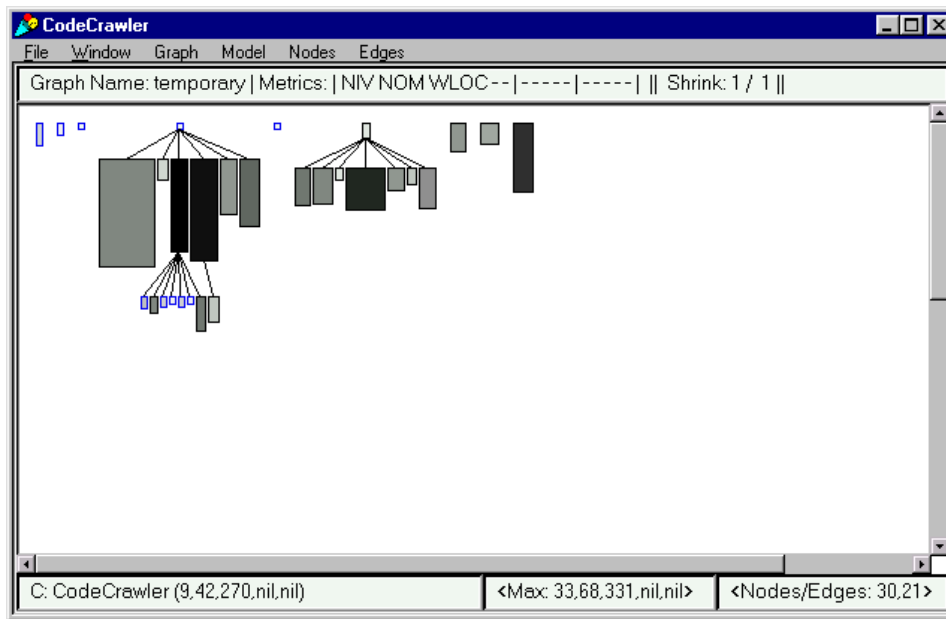 CodeCrawler
File Window Graph Model Nodes Edges
Graph Name: temporary | Metrics: | NIV NOM WLOC--|-----|-----| || Shrink: 1 / 1 ||
C: CodeCrawler (9,42,270,nil,nil) <Max: 33,68,331,nil,nil> <Nodes/Edges: 30,21>